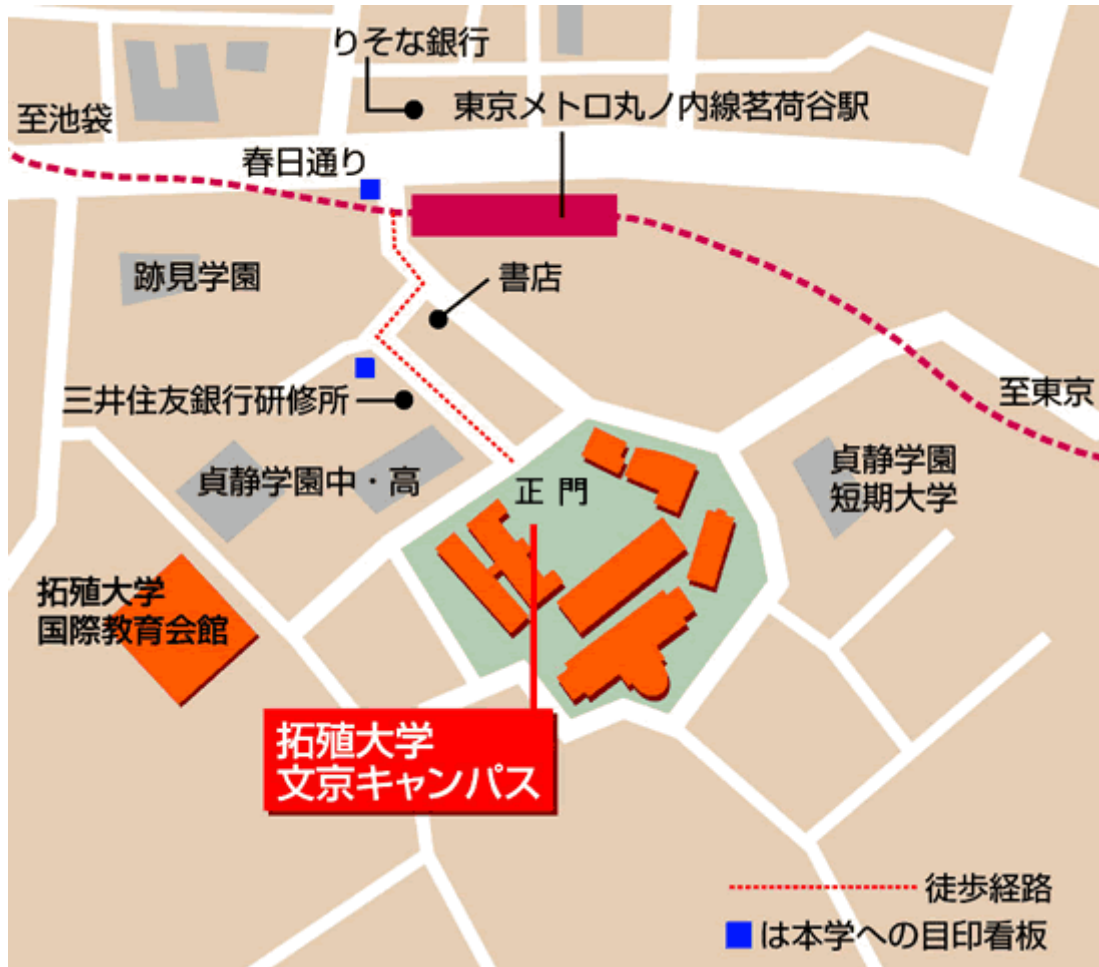 りそな銀行
東京メトロ丸ノ内線茗荷谷駅
至池袋
春日通り
跡見学園
書店
三井住友銀行研修所
至東京
貞静学園中・高
貞静学園
短期大学
正門
拓殖大学
国際教育会館
拓殖大学
文京キャンパス
徒歩経路
は本学への目印看板